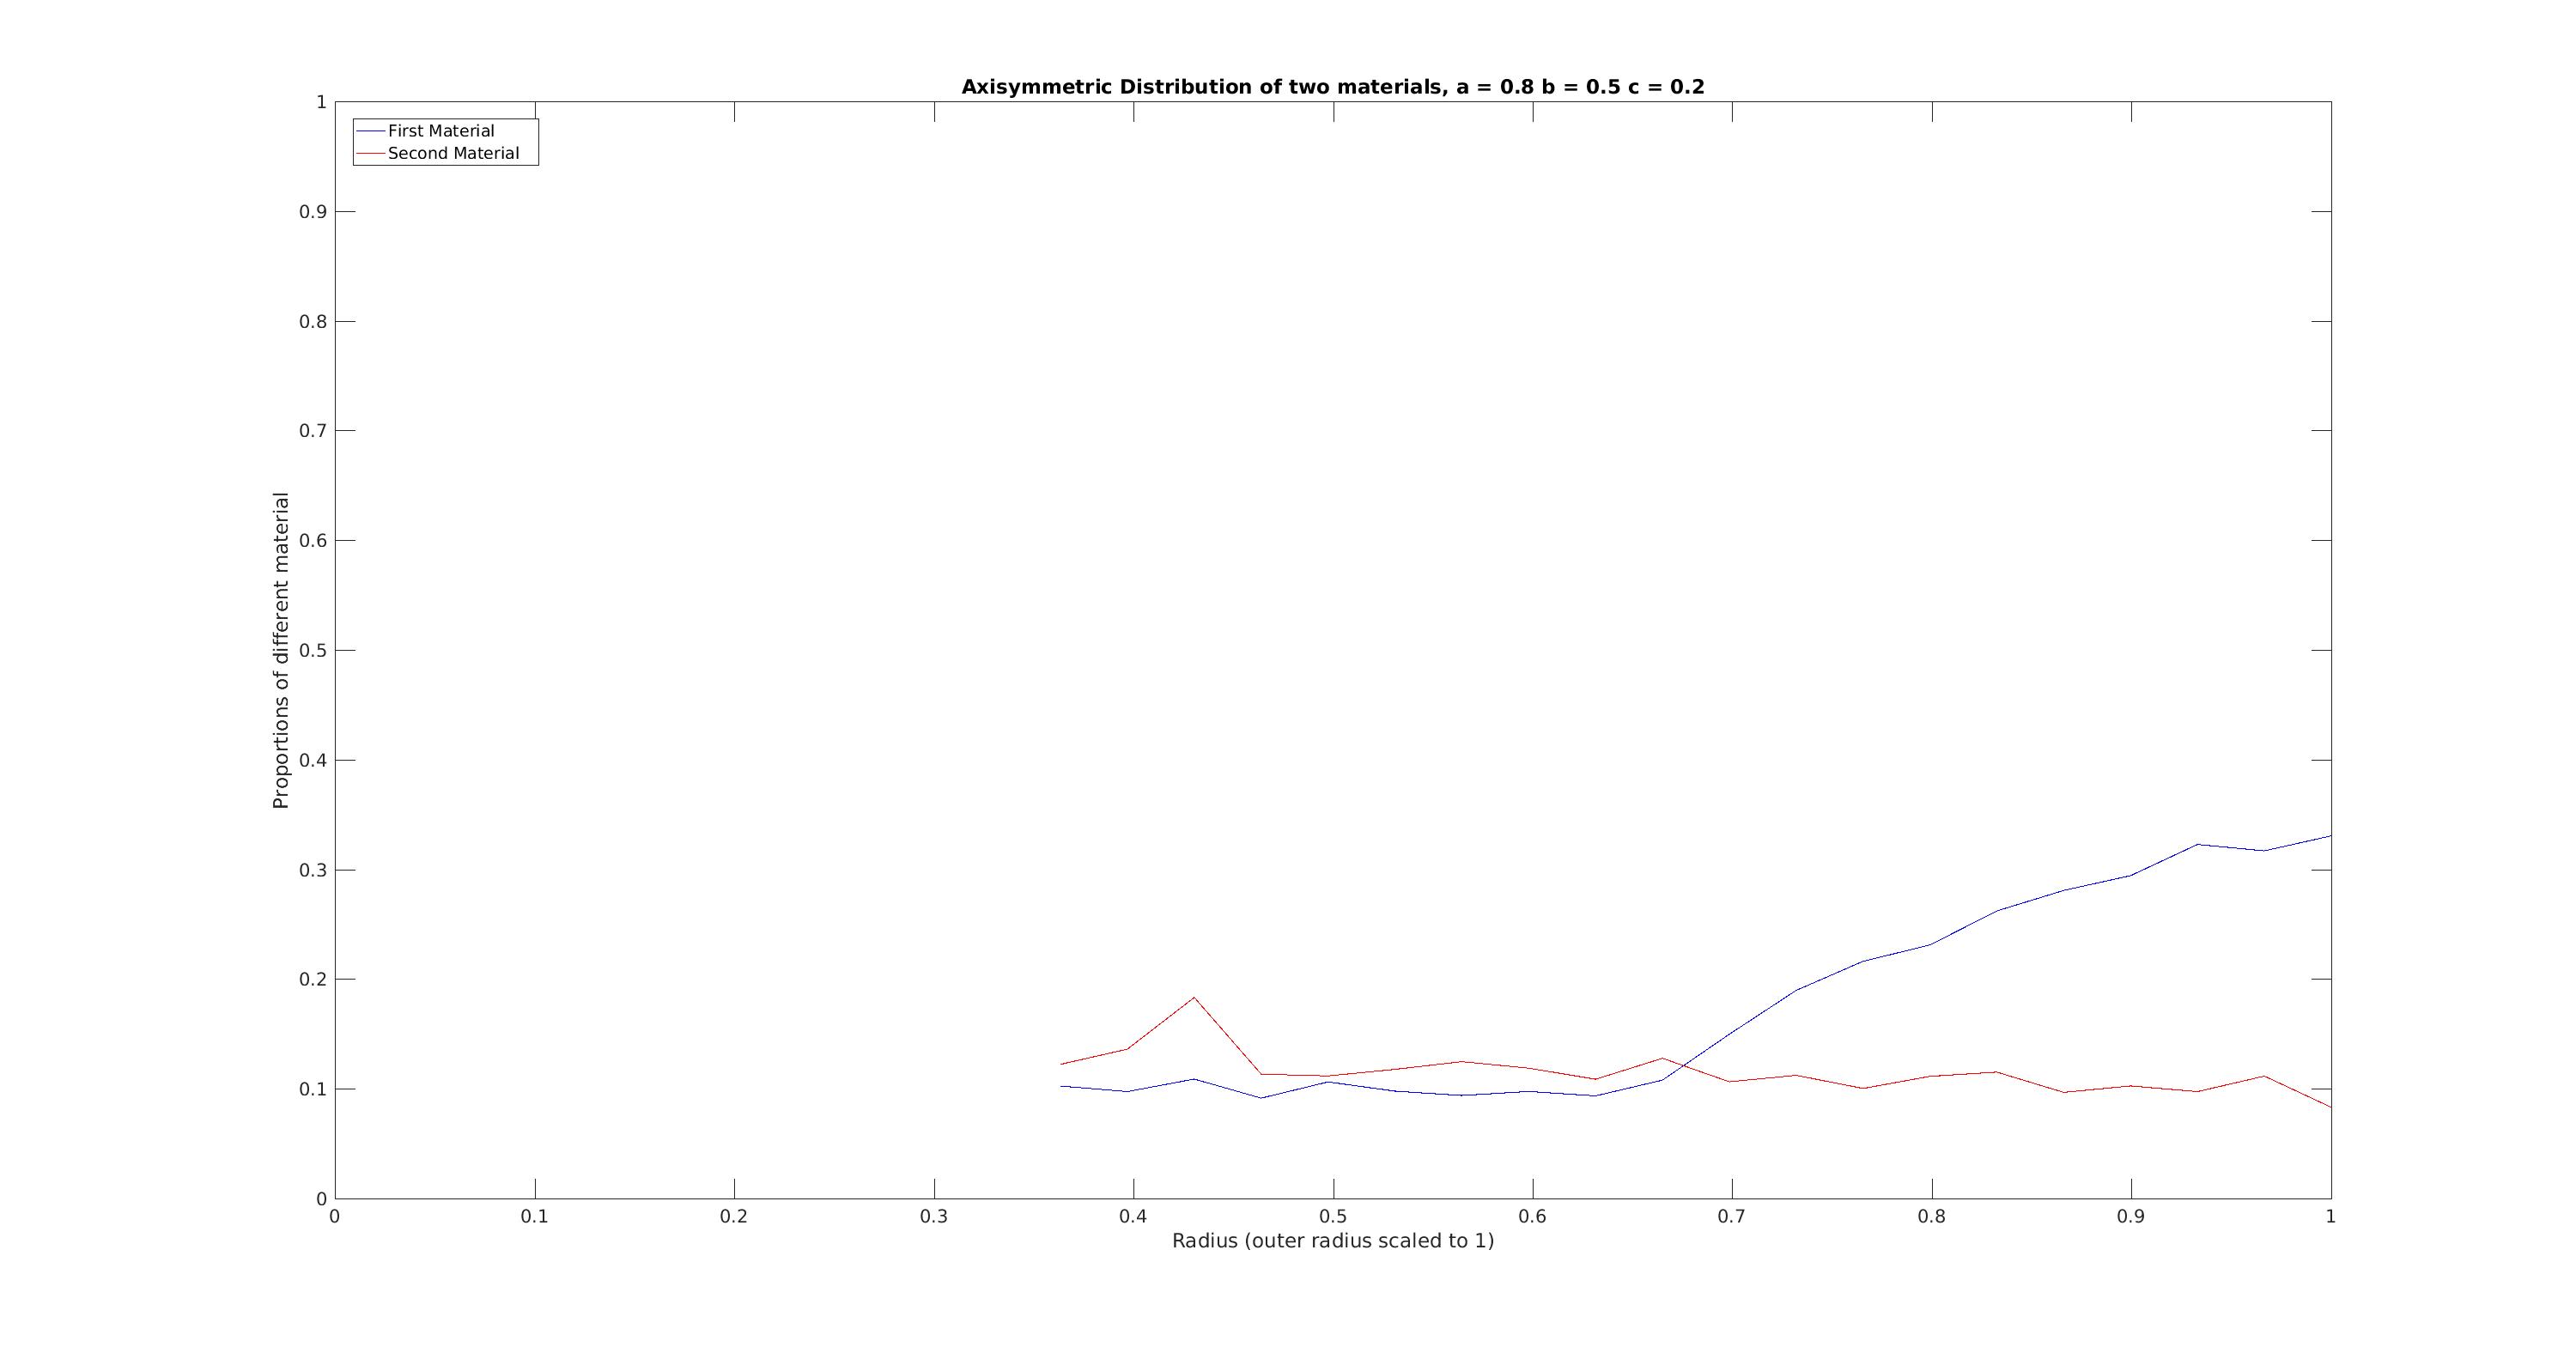 Axisymmetric Distribution of two materials, a = 0.8 b = 0.5 c = 0.2
First Material
Second Material
1
0.9
0.8
0.7
0.6
0.5
0.4
0.3
0.2
0.1
0
Proportions of different material
0 0.1 0.2 0.3 0.4 0.5 0.6 0.7 0.8 0.9 1
Radius (outer radius scaled to 1)